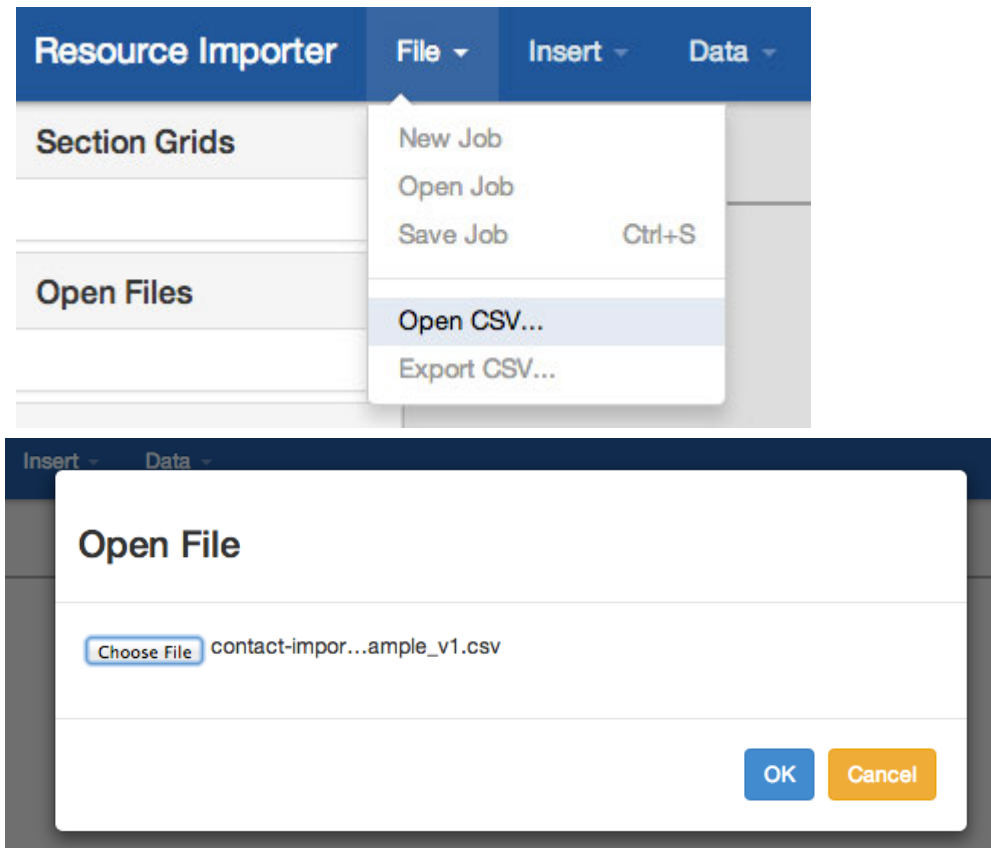 Resource Importer File Insert Data
Section Grids
New Job
Open Job
Save Job Ctrl+S
Open Files
Open CSV...
Export CSV...
Insert Data
Open File
Choose File contact-impor...ample_v1.csv
OK Cancel